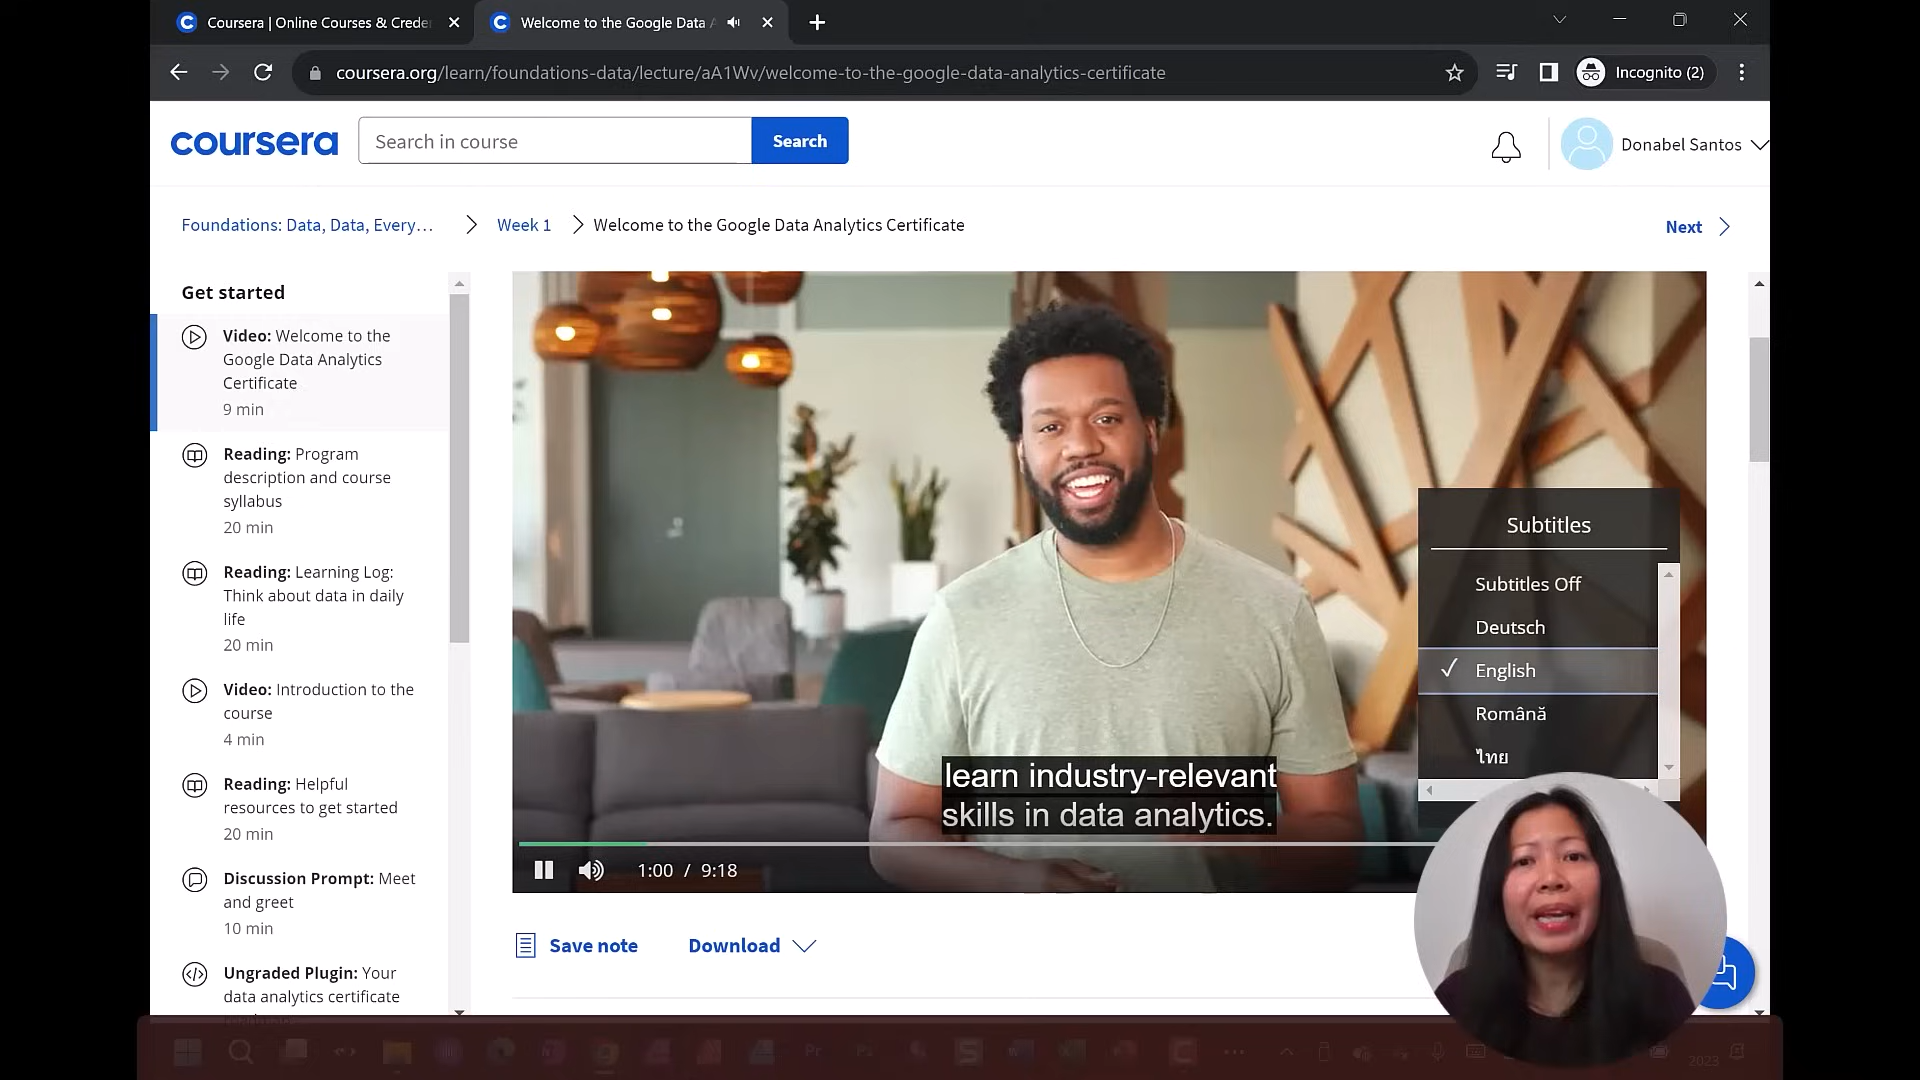 Coursera | Online Courses & Crede
Welcome to the Google Data A
coursera.org/learn/foundations-data/lecture/aA1Wv/welcome-to-the-google-data-analytics-certificate
Incognito (2)
coursera
Search in course
Search
Donabel Santos
Foundations: Data, Data, Every…
Week 1
Welcome to the Google Data Analytics Certificate
Next
Get started
Video: Welcome to the
Google Data Analytics
Certificate
9 min
Reading: Program
description and course
syllabus
20 min
Reading: Learning Log:
Think about data in daily
life
20 min
Video: Introduction to the
course
4 min
Reading: Helpful
resources to get started
20 min
Discussion Prompt: Meet
and greet
10 min
Ungraded Plugin: Your
data analytics certificate
Subtitles
Subtitles Off
Deutsch
English
Română
ไทย
learn industry-relevant
skills in data analytics.
1:00 / 9:18
Save note
Download
2023